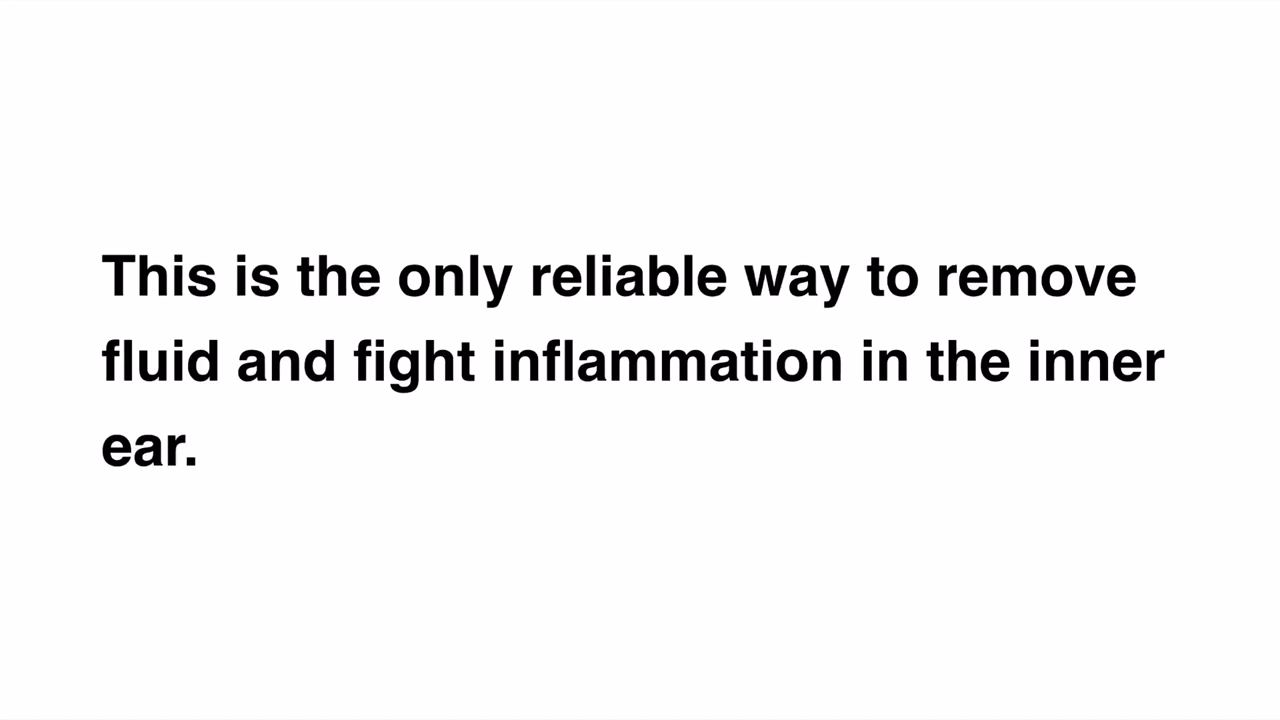 This is the only reliable way to remove
fluid and fight inflammation in the inner
ear.